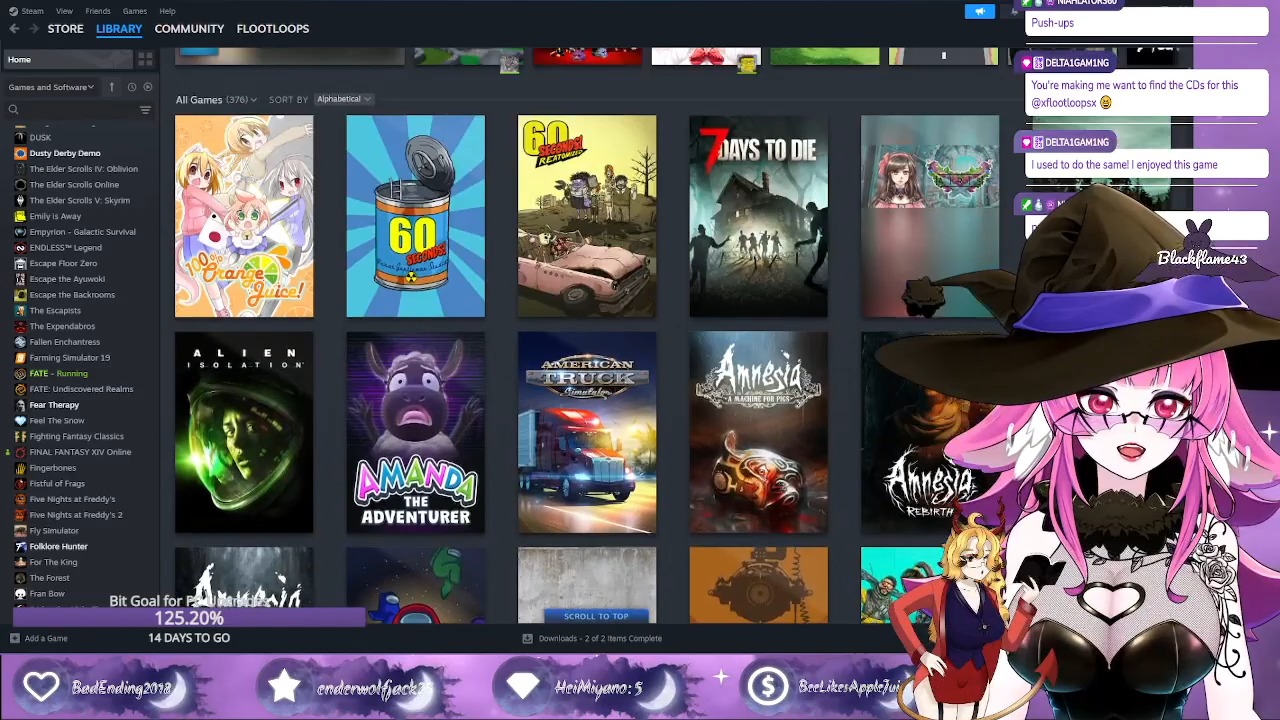 Steam View Friends Games Help
STORE LIBRARY COMMUNITY FLOOTLOOPS
Games and Software
DUSK
Dusty Derby Demo
The Elder Scrolls IV: Oblivion
The Elder Scrolls Online
The Elder Scrolls V: Skyrim
Emily is Away
Empyrion - Galactic Survival
ENDLESS™ Legend
Escape Floor Zero
Escape the Ayuwoki
Escape the Backrooms
The Escapists
The Expendabros
Fallen Enchantress
Farming Simulator 19
FATE - Running
FATE: Undiscovered Realms
Fear Therapy
Feel The Snow
Fighting Fantasy Classics
FINAL FANTASY XIV Online
Fingerbones
Fistful of Frags
Five Nights at Freddy's
Five Nights at Freddy's 2
Fly Simulator
Folklore Hunter
For The King
The Forest
Fran Bow
All Games (376) SORT BY Alphabetical
100% Orange Juice!
60 SECONDS!
60 SECONDS! REATOMIZED
7 DAYS TO DIE
ALIEN
ISOLATION
AMANDA
THE
ADVENTURER
AMERICAN
TRUCK
Simulator
Amnesia
A MACHINE FOR PIGS
Amnesia
REBIRTH
SCROLL TO TOP
Bit Goal for
125.20%
14 DAYS TO GO
Add a Game
Downloads - 2 of 2 Items Complete
Push-ups
DELTA1GAM1NG
You're making me want to find the CDs for this
@xflootloopsx
DELTA1GAM1NG
I used to do the same! I enjoyed this game
Blackflame43
BadEnding2018
HeiMiyano: 5